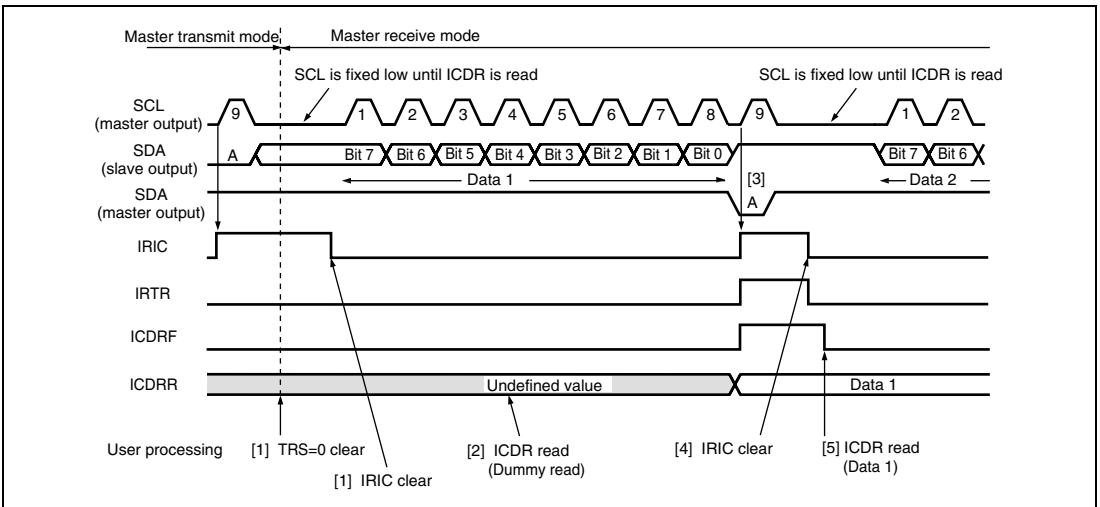 Master transmit mode
Master receive mode
SCL is fixed low until ICDR is read
SCL is fixed low until ICDR is read
SCL
(master output)
9
1
2
3
4
5
6
7
8
9
1
2
SDA
(slave output)
A
Bit 7
Bit 6
Bit 5
Bit 4
Bit 3
Bit 2
Bit 1
Bit 0
Bit 7
Bit 6
Data 1
[3]
Data 2
SDA
(master output)
A
IRIC
IRTR
ICDRF
ICDRR
Undefined value
Data 1
User processing
[1] TRS=0 clear
[1] IRIC clear
[2] ICDR read
(Dummy read)
[4] IRIC clear
[5] ICDR read
(Data 1)